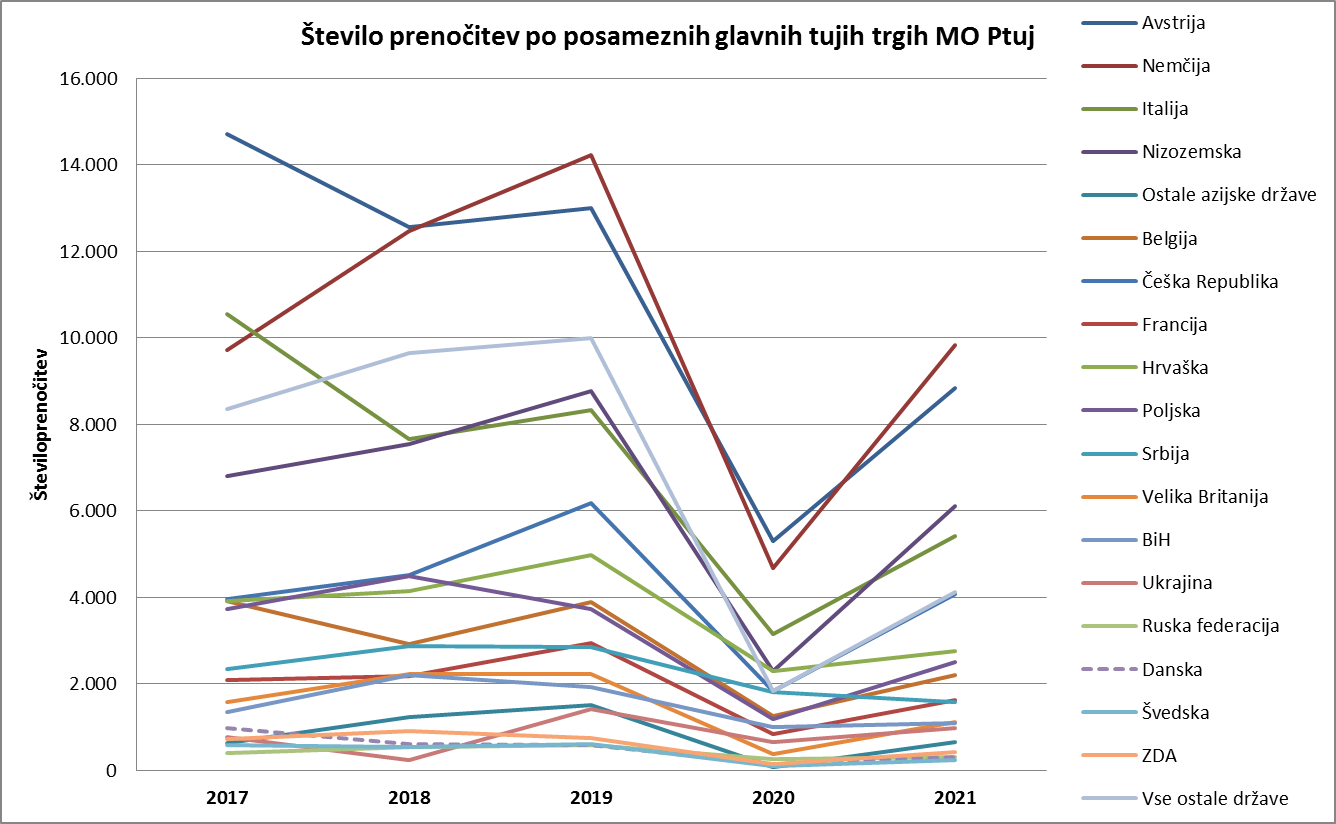 Število prenočitev po posameznih glavnih tujih trgih MO Ptuj
Številoprenočitev
16.000
14.000
12.000
10.000
8.000
6.000
4.000
2.000
0
2017 2018 2019 2020 2021
Avstrija
Nemčija
Italija
Nizozemska
Ostale azijske države
Belgija
Češka Republika
Francija
Hrvaška
Poljska
Srbija
Velika Britanija
BiH
Ukrajina
Ruska federacija
Danska
Švedska
ZDA
Vse ostale države